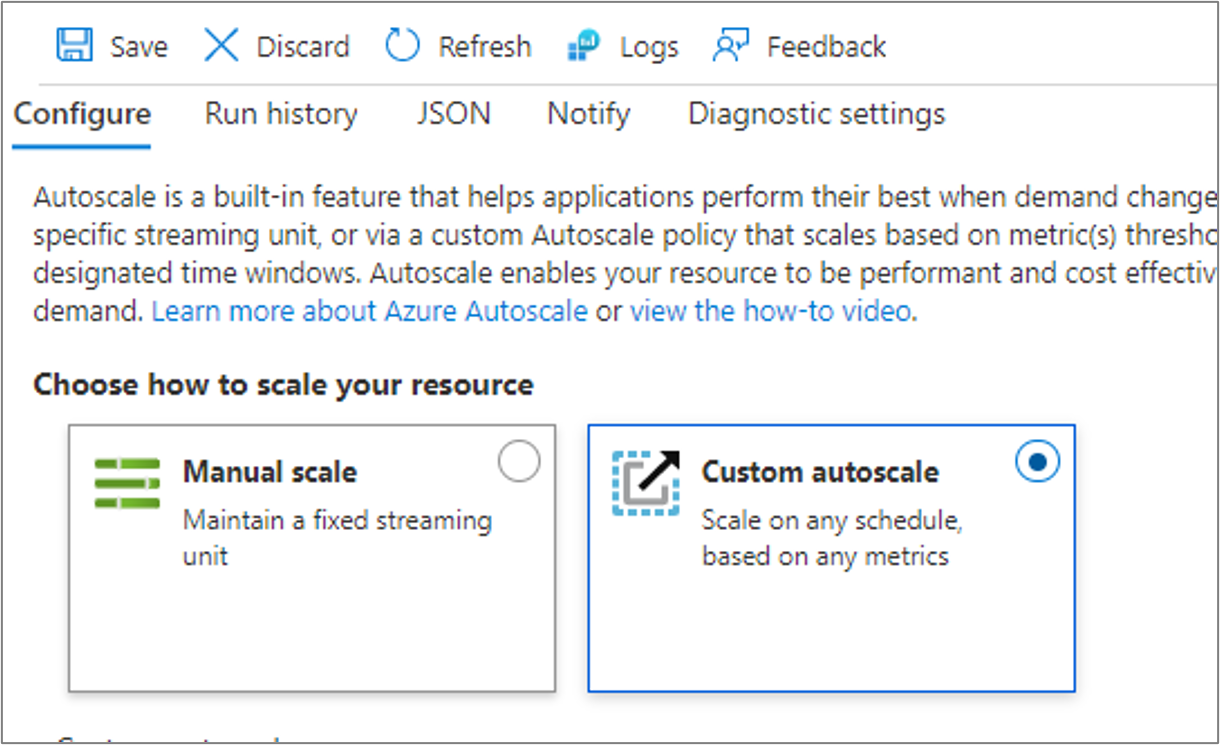 Save Discard Refresh Logs Feedback
Configure Run history JSON Notify Diagnostic settings
Autoscale is a built-in feature that helps applications perform their best when demand change
specific streaming unit, or via a custom Autoscale policy that scales based on metric(s) thresho
designated time windows. Autoscale enables your resource to be performant and cost effectiv
demand. Learn more about Azure Autoscale or view the how-to video.
Choose how to scale your resource
Manual scale
Maintain a fixed streaming
unit
Custom autoscale
Scale on any schedule,
based on any metrics